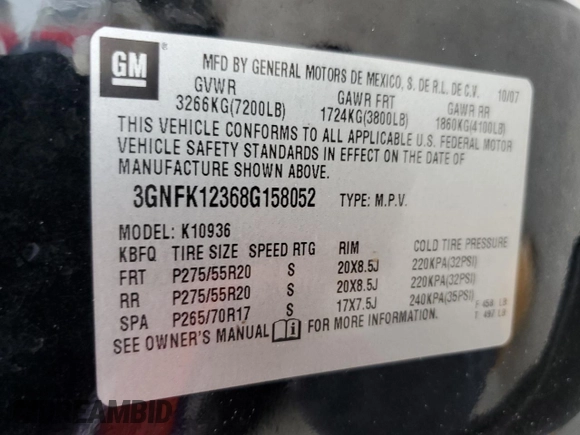 GM
MFD BY GENERAL MOTORS DE MEXICO, S. DE R.L. DE C.V. 10/07
GVWR GAWR FRT GAWR RR
3266KG(7200LB) 1724KG(3800LB) 1860KG(4100LB)
THIS VEHICLE CONFORMS TO ALL APPLICABLE U.S. FEDERAL MOTOR
VEHICLE SAFETY STANDARDS IN EFFECT ON THE DATE OF
MANUFACTURE SHOWN ABOVE.
3GNFK12368G158052 TYPE: M.P.V.
MODEL: K10936
KBFQ TIRE SIZE SPEED RTG RIM COLD TIRE PRESSURE
FRT P275/55R20 S 20X8.5J 220KPA(32PSI)
RR P275/55R20 S 20X8.5J 220KPA(32PSI)
SPA P265/70R17 S 17X7.5J 240KPA(35PSI)
SEE OWNER'S MANUAL FOR MORE INFORMATION.